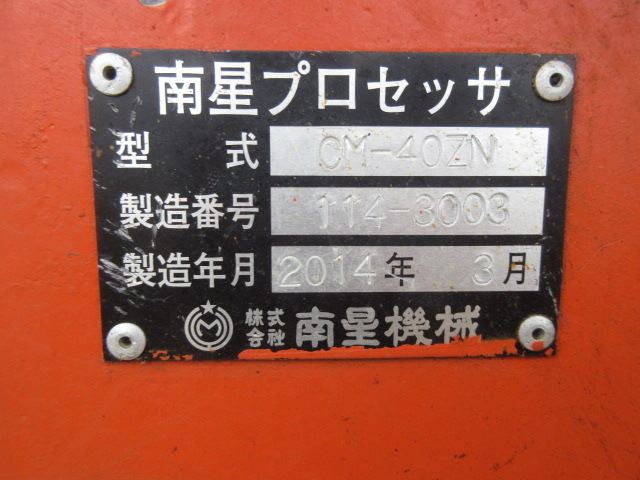 南星プロセッサ
型式 CM-40ZN
製造番号 114-3003
製造年月 2014年 3月
株式会社 南星機械